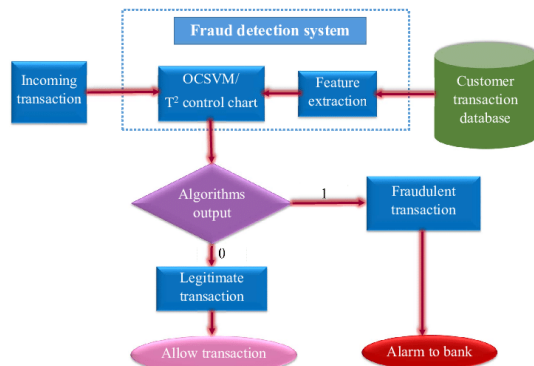 Fraud detection system
Incoming
transaction
OCSVM/
T² control chart
Feature
extraction
Customer
transaction
database
Algorithms
output
1
Fraudulent
transaction
0
Legitimate
transaction
Allow transaction
Alarm to bank